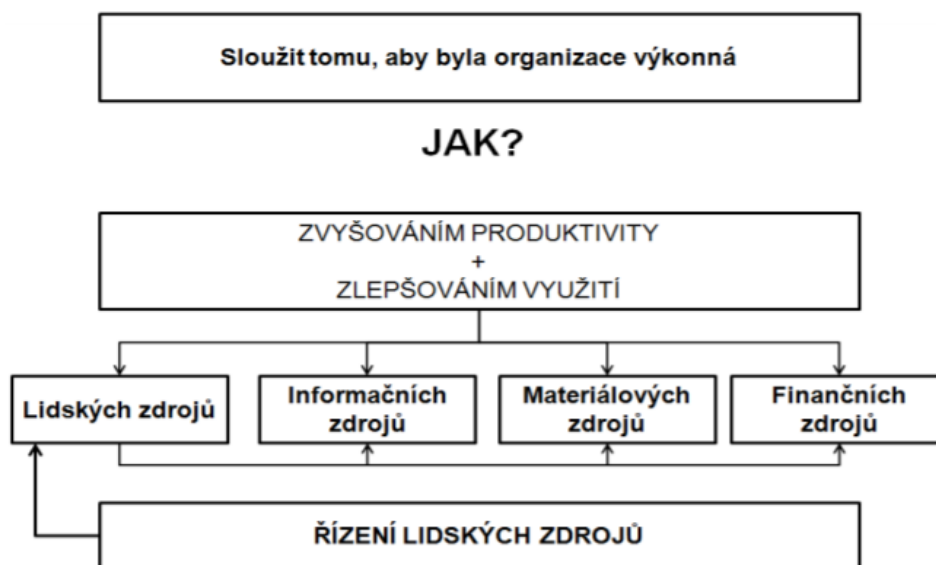 Sloužit tomu, aby byla organizace výkonná
JAK?
ZVYŠOVÁNÍM PRODUKTIVITY
+
ZLEPŠOVÁNÍM VYUŽITÍ
Lidských zdrojů
Informačních
zdrojů
Materiálových
zdrojů
Finančních
zdrojů
ŘÍZENÍ LIDSKÝCH ZDROJŮ